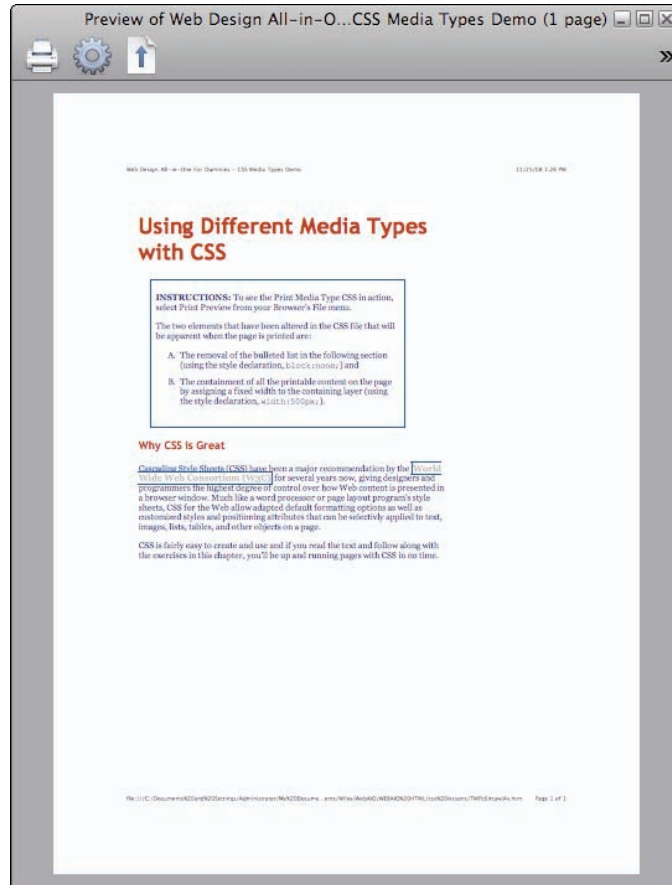 Preview of Web Design All-in-O...CSS Media Types Demo (1 page)
Web Design All-in-One For Dummies - CSS Media Types Demo
11/25/08 1:26 PM
Using Different Media Types
with CSS
INSTRUCTIONS: To see the Print Media Type CSS in action,
select Print Preview from your Browser's File menu.
The two elements that have been altered in the CSS file that will
be apparent when the page is printed are:
A. The removal of the bulleted list in the following section
(using the style declaration, block:none;) and
B. The containment of all the printable content on the page
by assigning a fixed width to the containing layer (using
the style declaration, width:500px;).
Why CSS is Great
Cascading Style Sheets (CSS) have been a major recommendation by the World
Wide Web Consortium (W3C) for several years now, giving designers and
programmers the highest degree of control over how Web content is presented in
a browser window. Much like a word processor or page layout program's style
sheets, CSS for the Web allow adapted default formatting options as well as
customized styles and positioning attributes that can be selectivly applied to text,
images, lists, tables, and other objects on a page.
CSS is fairly easy to create and use and if you read the text and follow along with
the exercises in this chapter, you'll be up and running pages with CSS in no time.
Page 1 of 1